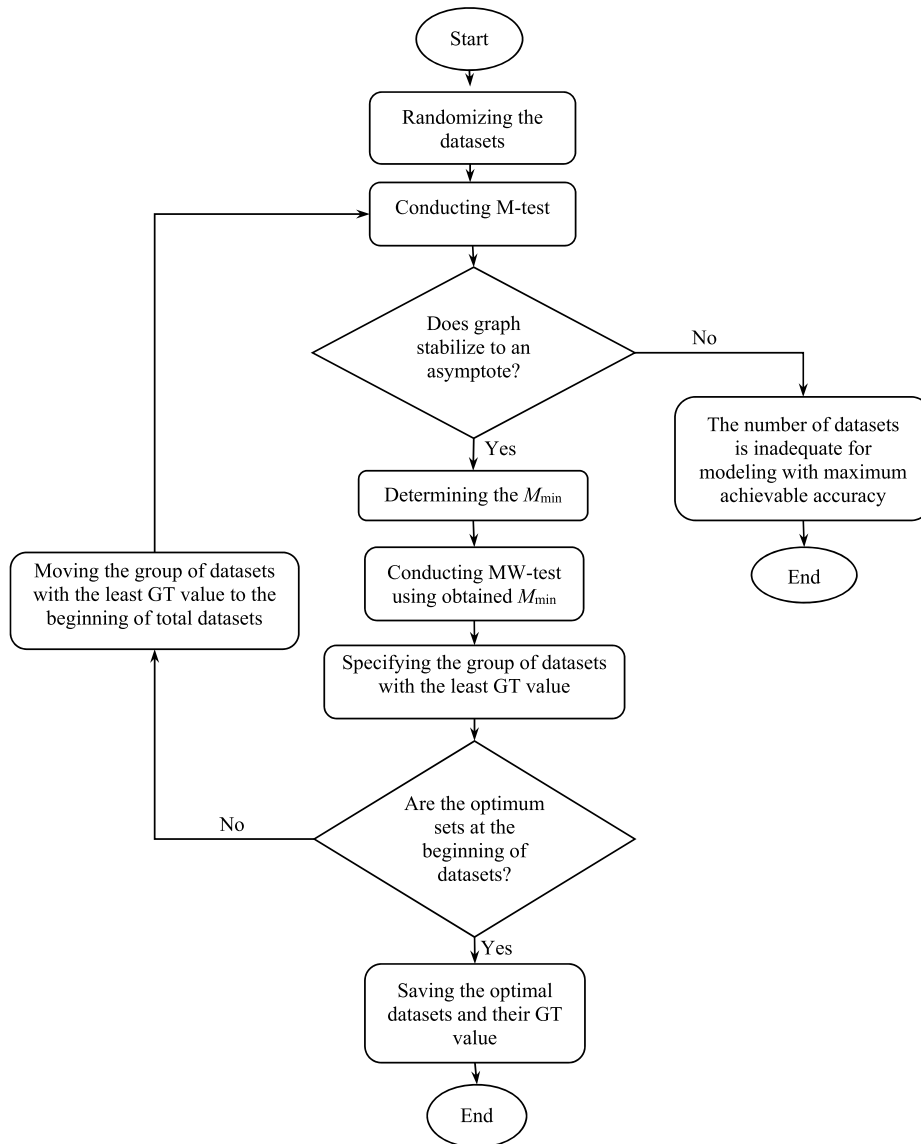 Start
Randomizing the
datasets
Conducting M-test
Does graph
stabilize to an
asymptote?
No
The number of datasets
is inadequate for
modeling with maximum
achievable accuracy
End
Yes
Determining the Mmin
Conducting MW-test
using obtained Mmin
Specifying the group of datasets
with the least GT value
Are the optimum
sets at the
beginning of
datasets?
No
Moving the group of datasets
with the least GT value to the
beginning of total datasets
Yes
Saving the optimal
datasets and their GT
value
End